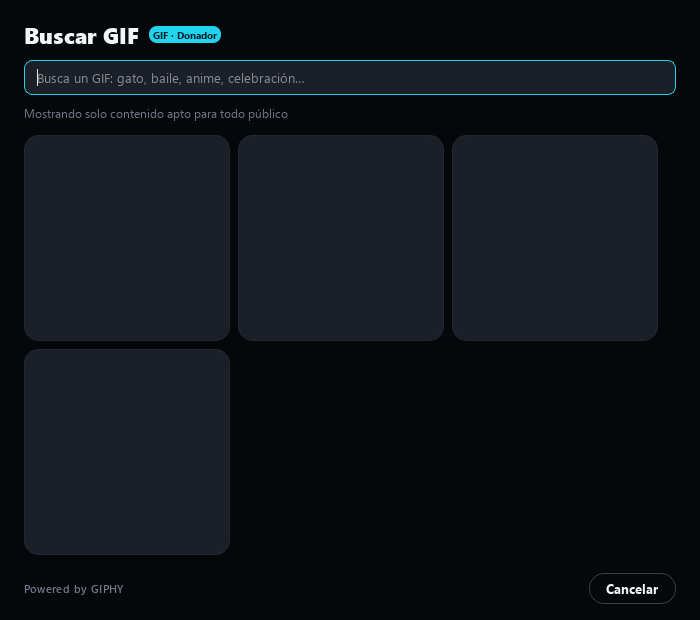 Buscar GIF GIF · Donador
Busca un GIF: gato, baile, anime, celebración...
Mostrando solo contenido apto para todo público
Powered by GIPHY
Cancelar